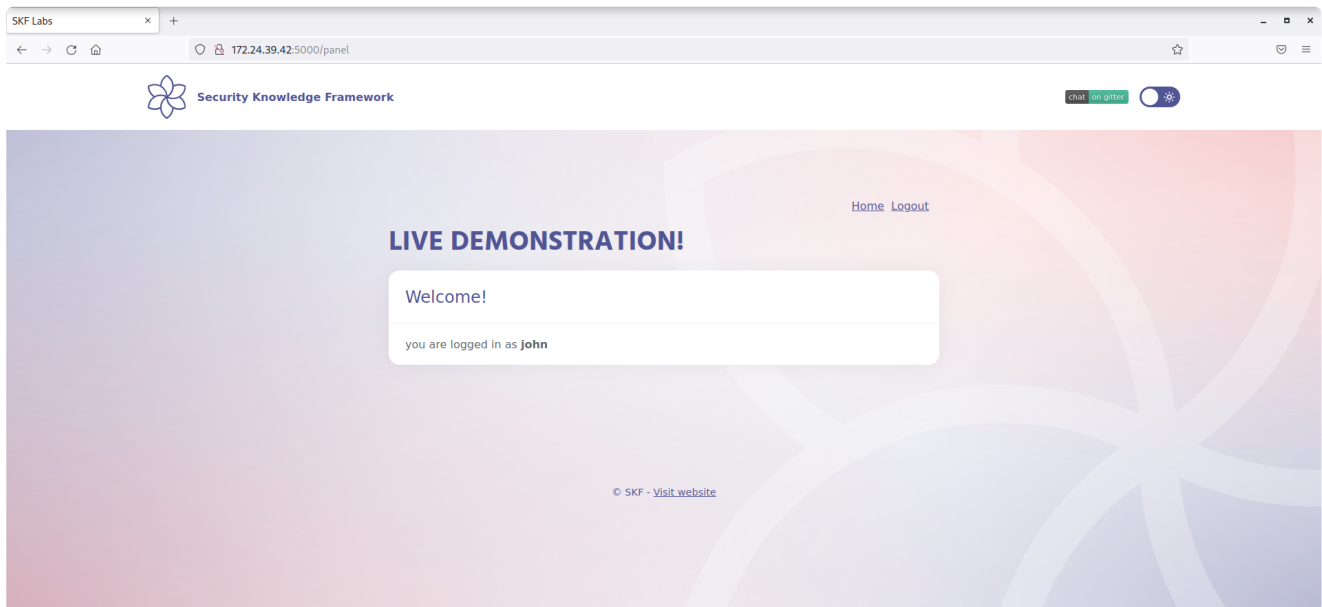 SKF Labs
172.24.39.42:5000/panel
Security Knowledge Framework
chat on gitter
Home Logout
LIVE DEMONSTRATION!
Welcome!
you are logged in as john
© SKF - Visit website